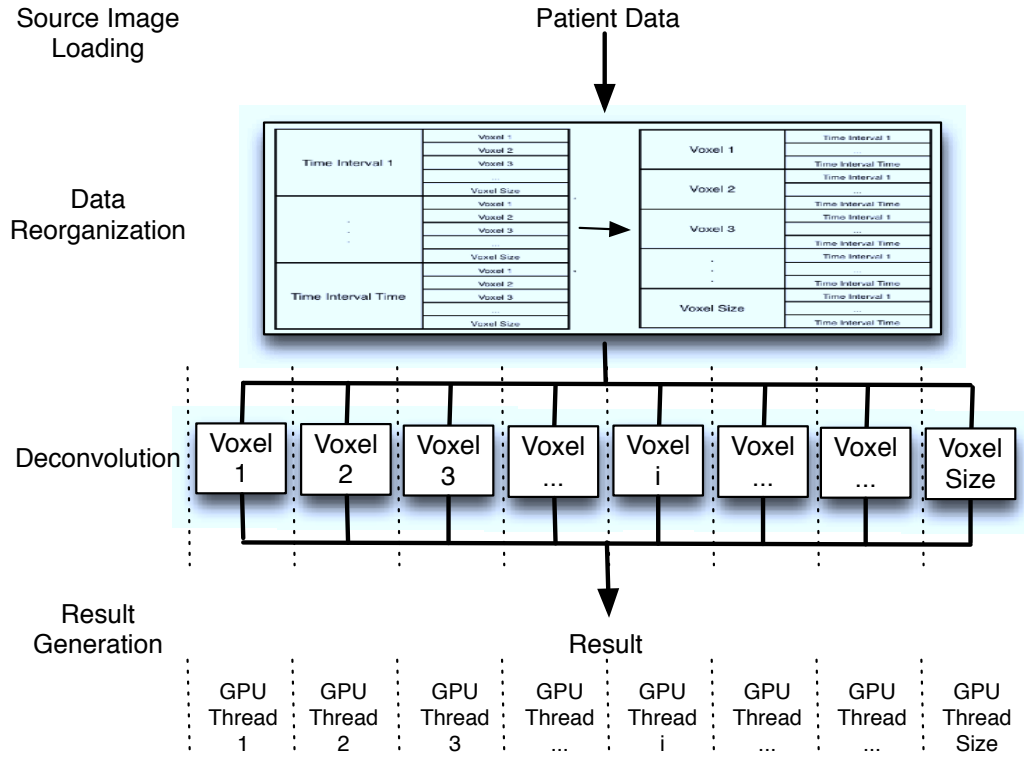 Source Image
Loading
Patient Data
Data
Reorganization
Time Interval 1
Voxel 1
Voxel 2
Voxel 3
...
Voxel Size
.
.
.
Voxel 1
Voxel 2
Voxel 3
...
Voxel Size
Time Interval Time
Voxel 1
Voxel 2
Voxel 3
...
Voxel Size
Voxel 1
Time Interval 1
...
Time Interval Time
Voxel 2
Time Interval 1
...
Time Interval Time
Voxel 3
Time Interval 1
...
Time Interval Time
.
.
.
Time Interval 1
...
Time Interval Time
Voxel Size
Time Interval 1
...
Time Interval Time
Deconvolution
Voxel
1
Voxel
2
Voxel
3
Voxel
...
Voxel
i
Voxel
...
Voxel
...
Voxel
Size
Result
Generation
Result
GPU
Thread
1
GPU
Thread
2
GPU
Thread
3
GPU
Thread
...
GPU
Thread
i
GPU
Thread
...
GPU
Thread
...
GPU
Thread
Size